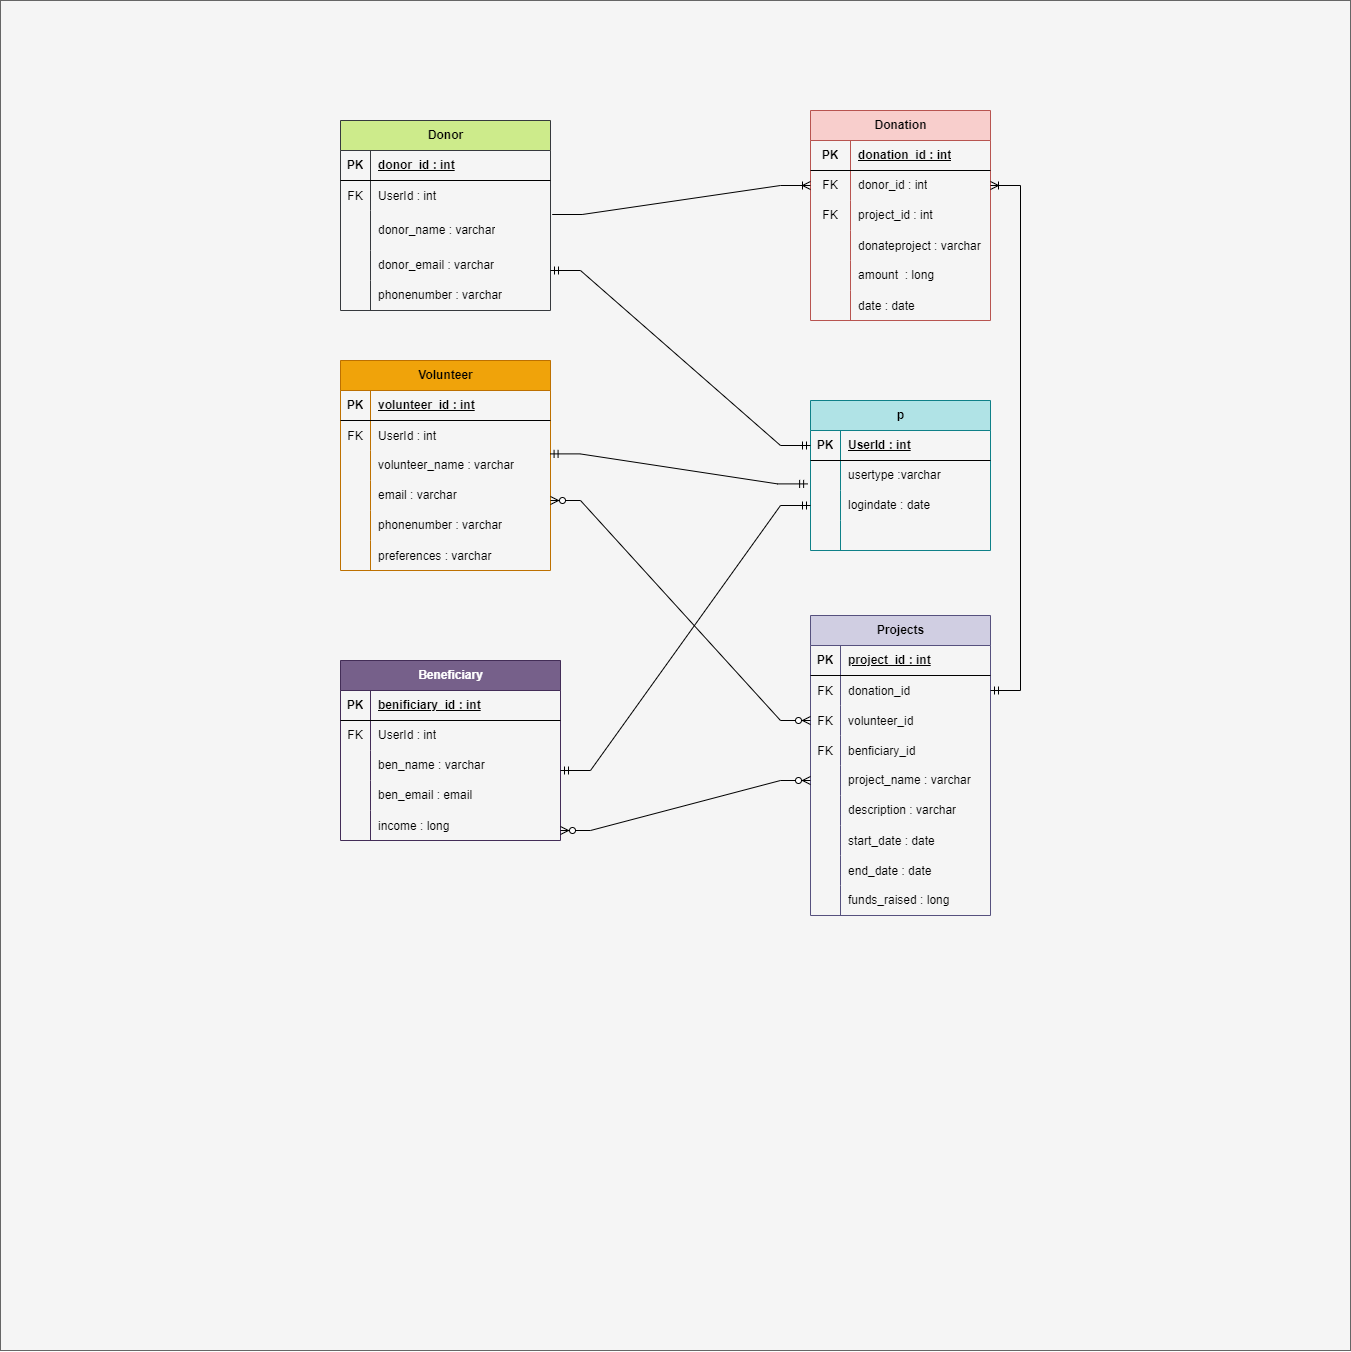 Donor
PK donor_id : int
FK UserId : int
donor_name : varchar
donor_email : varchar
phonenumber : varchar
Donation
PK donation_id : int
FK donor_id : int
FK project_id : int
donateproject : varchar
amount  : long
date : date
Volunteer
PK volunteer_id : int
FK UserId : int
volunteer_name : varchar
email : varchar
phonenumber : varchar
preferences : varchar
p
PK UserId : int
usertype :varchar
logindate : date
Beneficiary
PK benificiary_id : int
FK UserId : int
ben_name : varchar
ben_email : email
income : long
Projects
PK project_id : int
FK donation_id
FK volunteer_id
FK benficiary_id
project_name : varchar
description : varchar
start_date : date
end_date : date
funds_raised : long